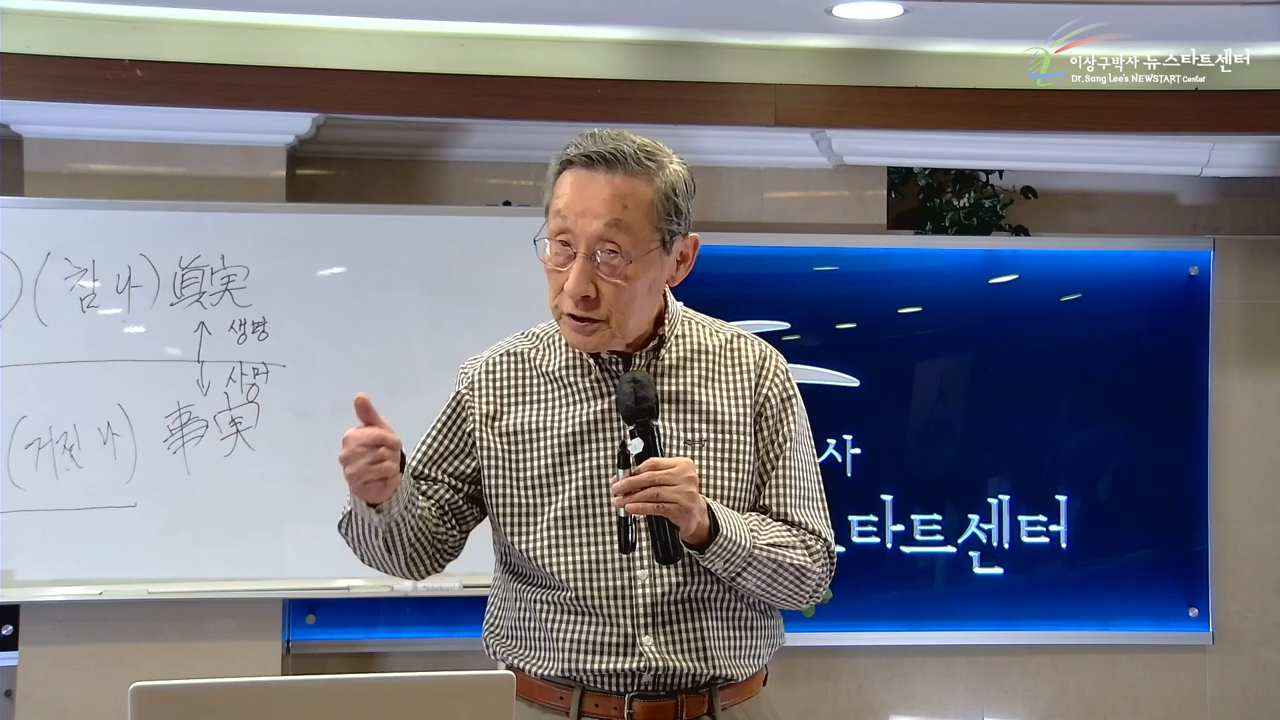 이상구박사 뉴스타트센터
Dr. Sang Lee's NEWSTART Center
) (참 나) 眞実
생명
사망
(거짓 나) 事実
사
타트센터